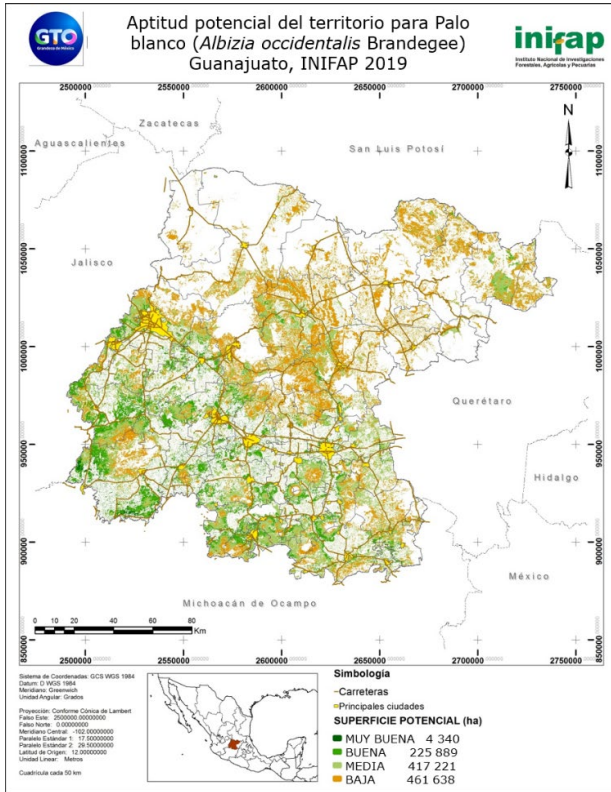 GTO
Grandeza de México
Aptitud potencial del territorio para Palo
blanco (Albizia occidentalis Brandegee)
Guanajuato, INIFAP 2019
inifap
Instituto Nacional de Investigaciones
Forestales, Agrícolas y Pecuarias
2500000 2550000 2600000 2650000 2700000 2750000
N
Zacatecas
Aguascalientes
San Luis Potosí
1100000 1100000
Jalisco
1050000 1050000
1000000 1000000
Querétaro
950000 950000
Hidalgo
900000 900000
México
Michoacán de Ocampo
0 10 20 40 60 80
Km
850000 850000
2500000 2550000 2600000 2650000 2700000 2750000
Sistema de Coordenadas: GCS WGS 1984
Datum: D WGS 1984
Meridiano: Greenwich
Unidad Angular: Grados
Proyección: Conforme Cónica de Lambert
Falso Este: 2500000.00000000
Falso Norte: 0.00000000
Meridiano Central: -102.00000000
Paralelo Estándar 1: 17.50000000
Paralelo Estándar 2: 29.50000000
Latitud de Origen: 12.00000000
Unidad Linear: Metros
Cuadrícula cada 50 km
Simbología
Carreteras
Principales ciudades
SUPERFICIE POTENCIAL (ha)
MUY BUENA 4 340
BUENA 225 889
MEDIA 417 221
BAJA 461 638